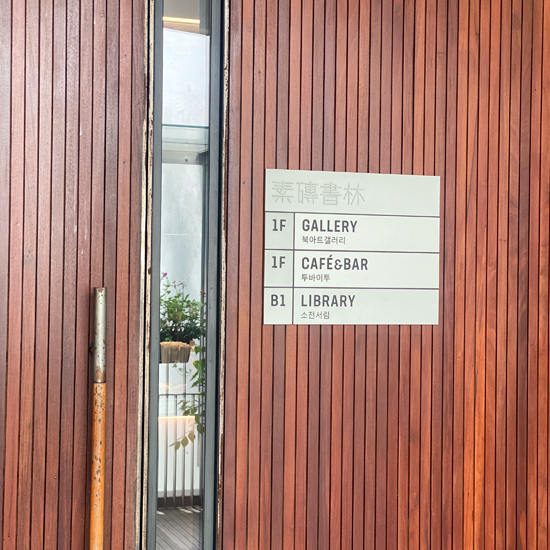 素磚書林
1F GALLERY
북아트갤러리
1F CAFÉ&BAR
투바이투
B1 LIBRARY
소전서림